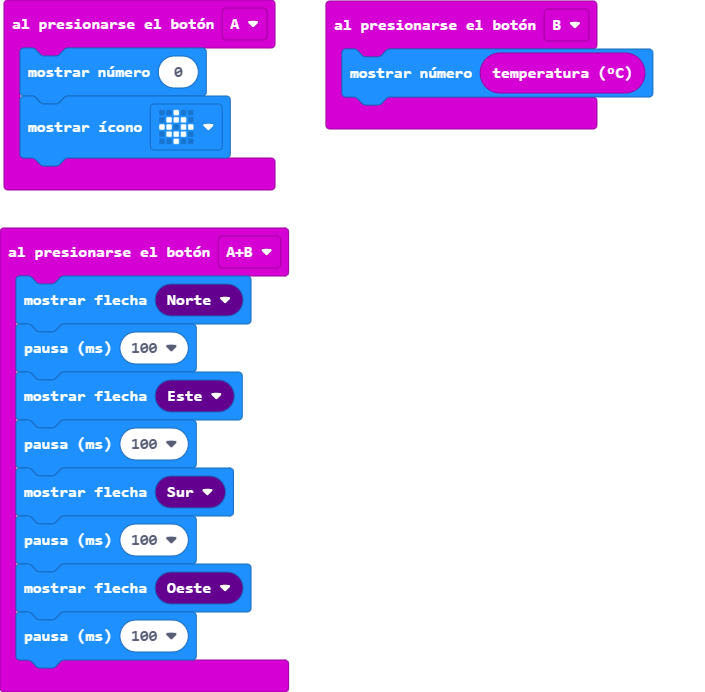 al presionarse el botón A
mostrar número 0
mostrar ícono
al presionarse el botón B
mostrar número temperatura (ºC)
al presionarse el botón A+B
mostrar flecha Norte
pausa (ms) 100
mostrar flecha Este
pausa (ms) 100
mostrar flecha Sur
pausa (ms) 100
mostrar flecha Oeste
pausa (ms) 100